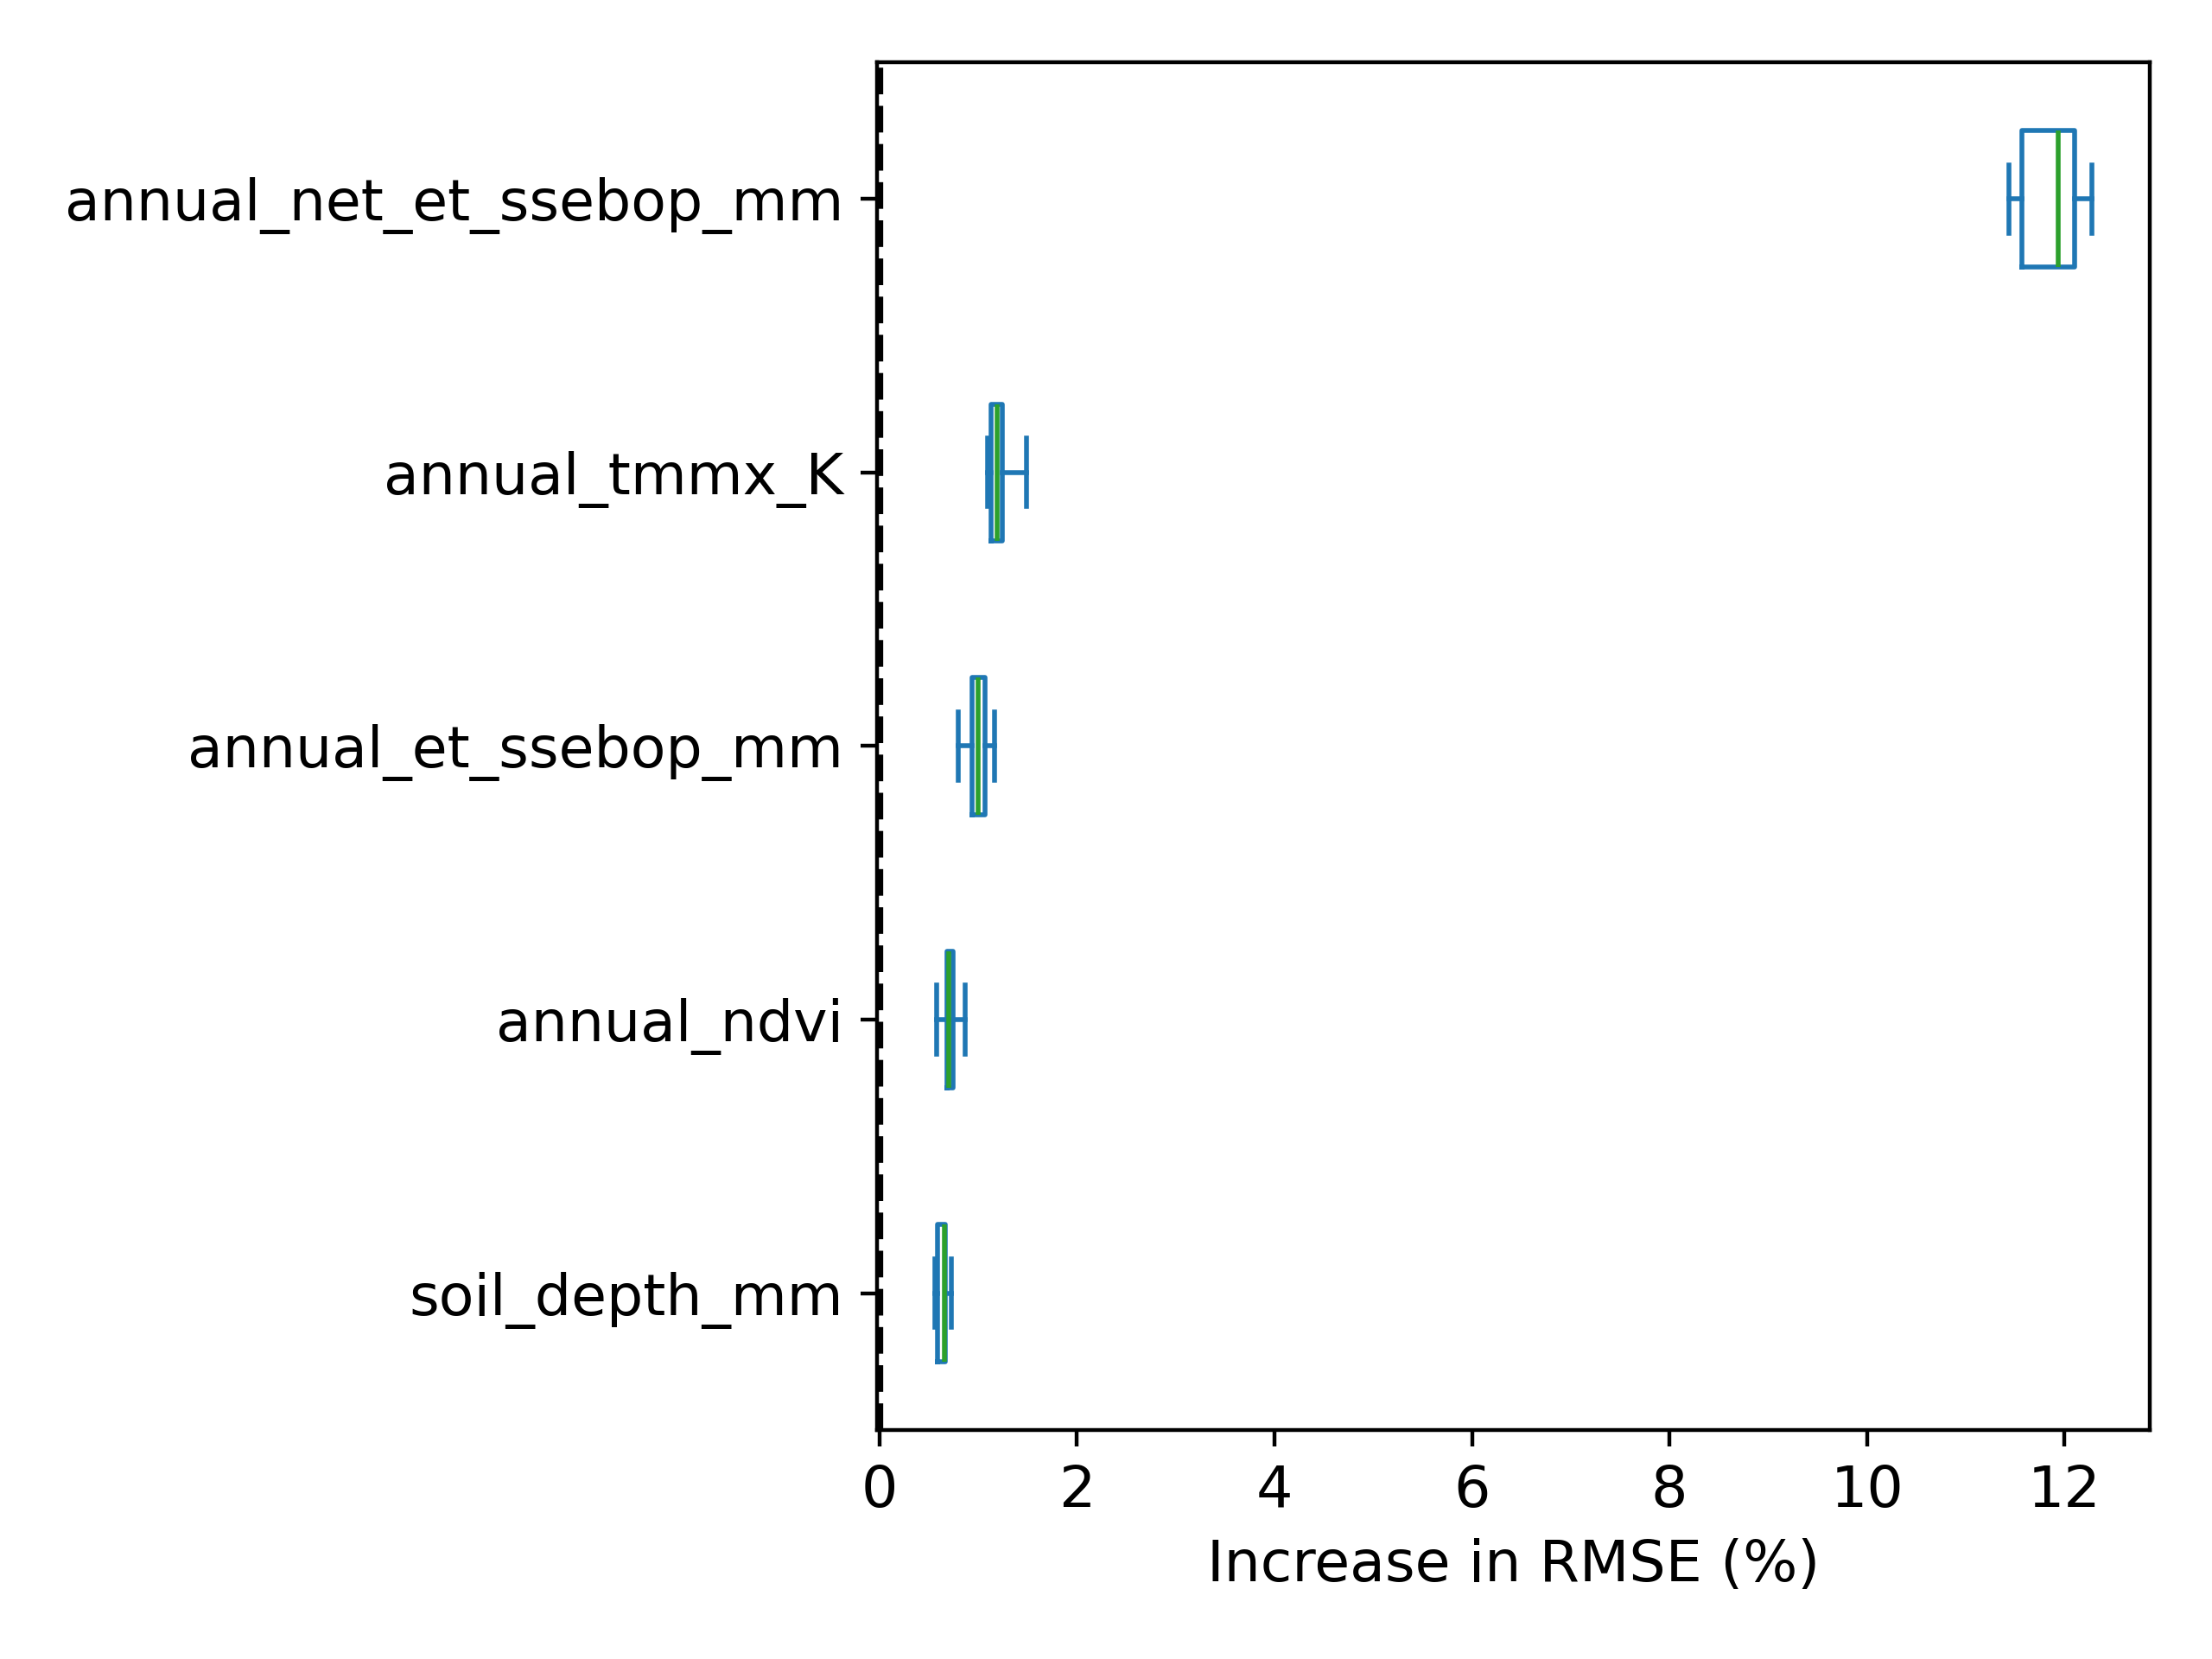 annual_net_et_ssebop_mm
annual_tmmx_K
annual_et_ssebop_mm
annual_ndvi
soil_depth_mm
0 2 4 6 8 10 12
Increase in RMSE (%)